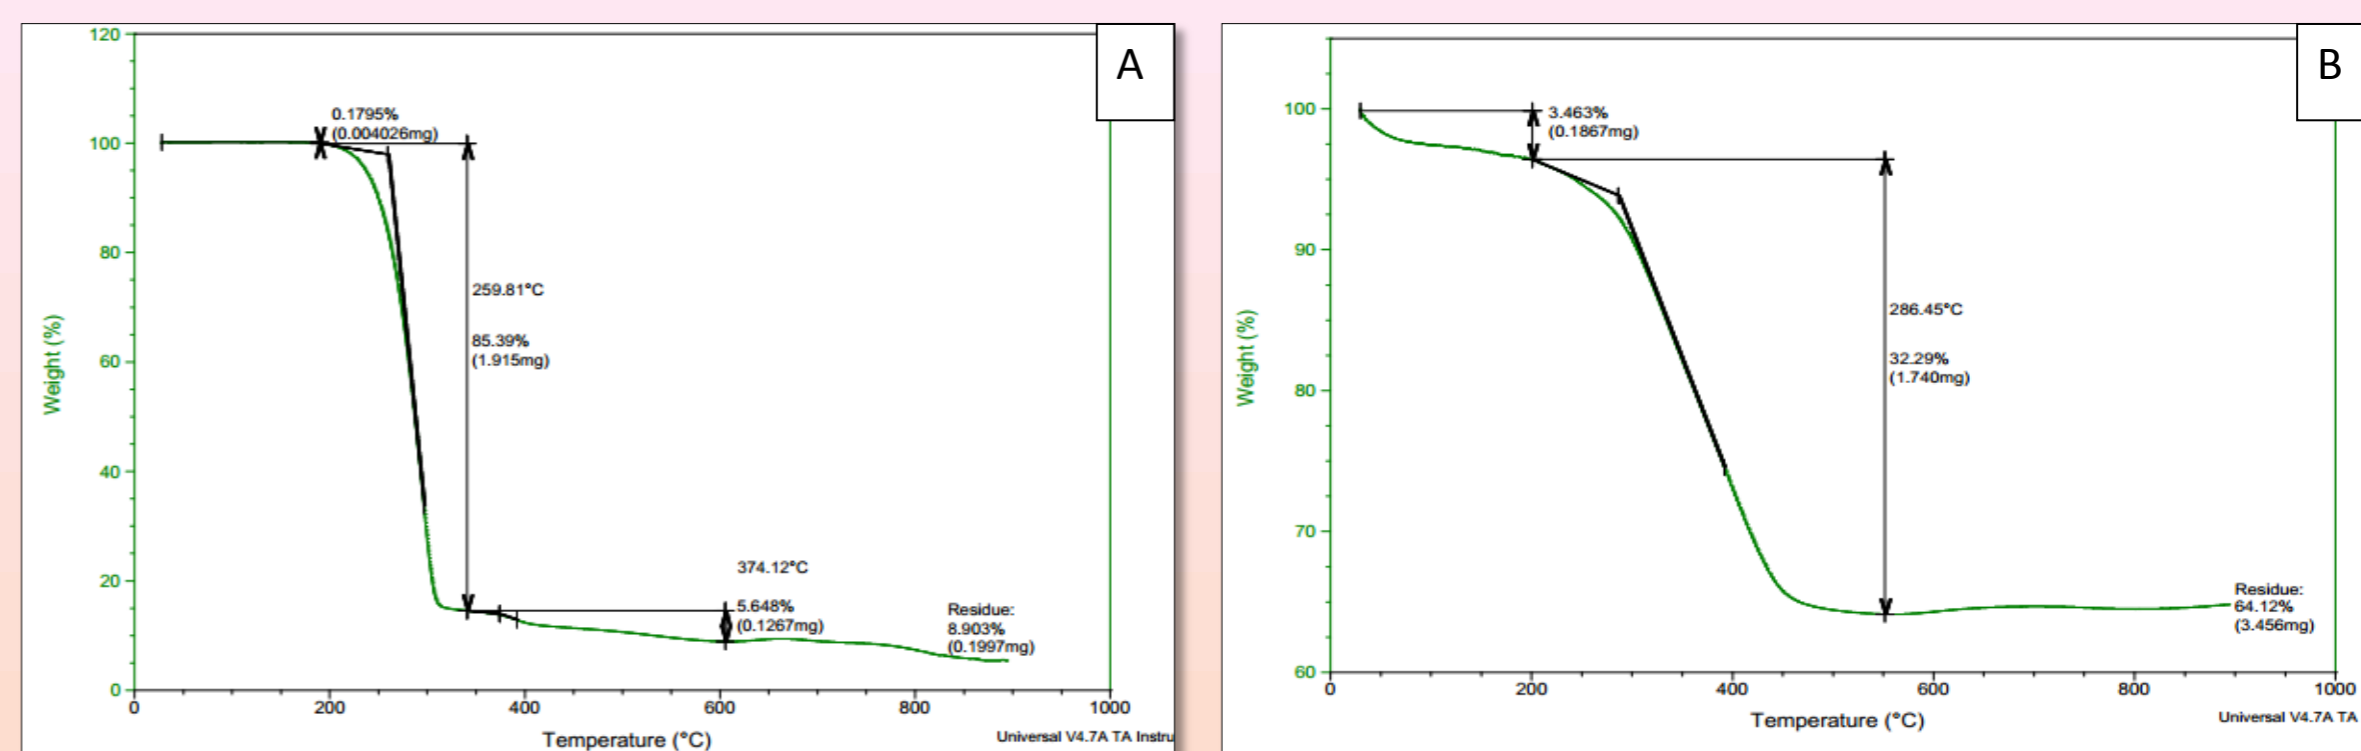 A
120
100
80
60
40
20
0
Weight (%)
0.1795%
(0.004026mg)
259.81°C
85.39%
(1.915mg)
374.12°C
5.648%
(0.1267mg)
Residue:
8.903%
(0.1997mg)
0 200 400 600 800 1000
Temperature (°C)
Universal V4.7A TA Instru
B
100
90
80
70
60
Weight (%)
3.463%
(0.1867mg)
286.45°C
32.29%
(1.740mg)
Residue:
64.12%
(3.456mg)
0 200 400 600 800 1000
Temperature (°C)
Universal V4.7A TA